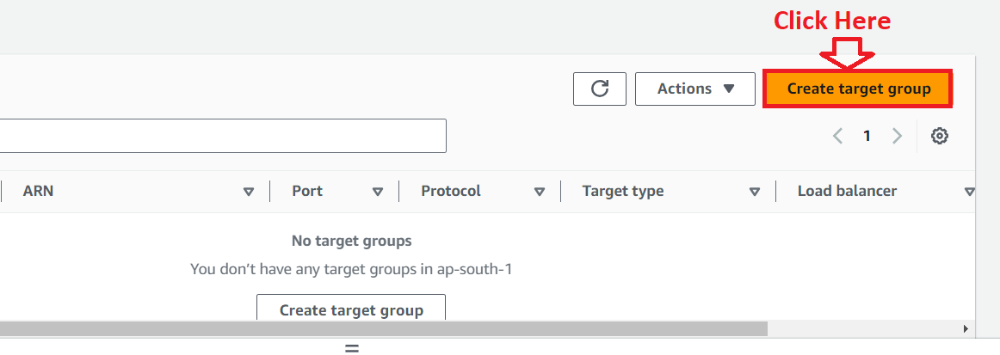 Click Here
Actions Create target group
1
ARN Port Protocol Target type Load balancer
No target groups
You don’t have any target groups in ap-south-1
Create target group